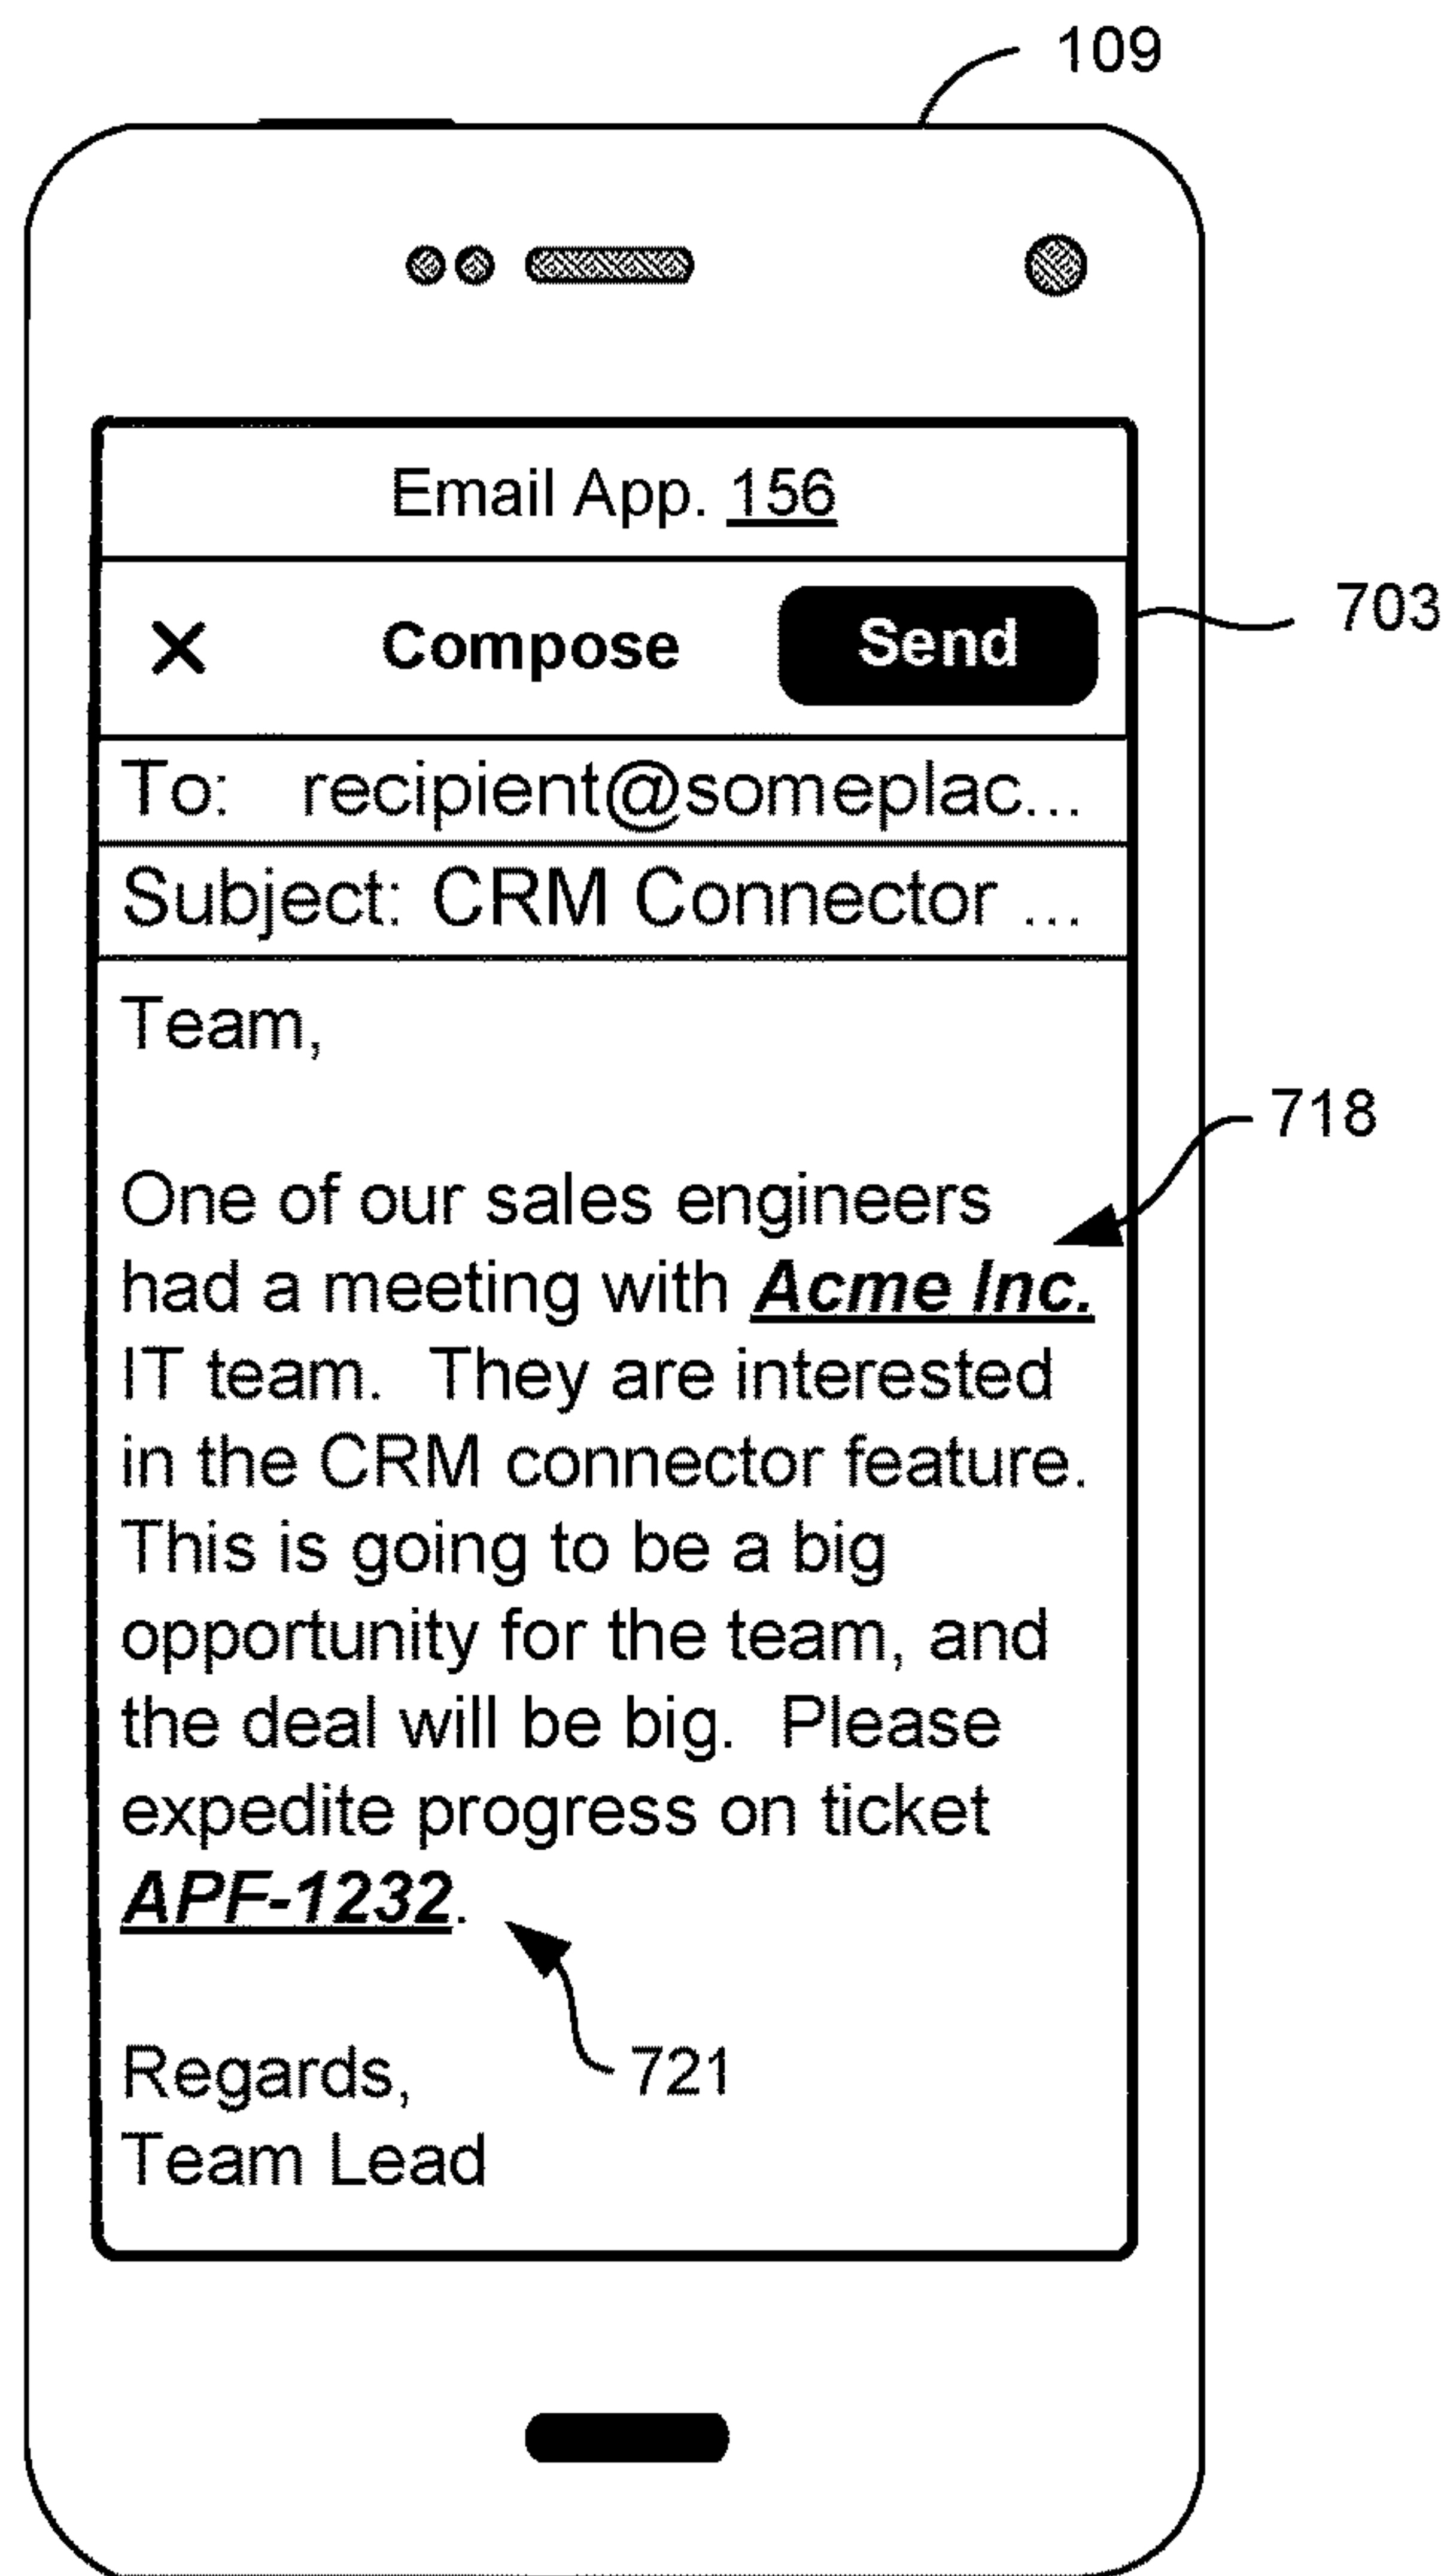 109
Email App. 156
X Compose Send
703
To: recipient@someplac...
Subject: CRM Connector ...
Team,
718
One of our sales engineers
had a meeting with Acme Inc.
IT team. They are interested
in the CRM connector feature.
This is going to be a big
opportunity for the team, and
the deal will be big. Please
expedite progress on ticket
APF-1232.
721
Regards,
Team Lead